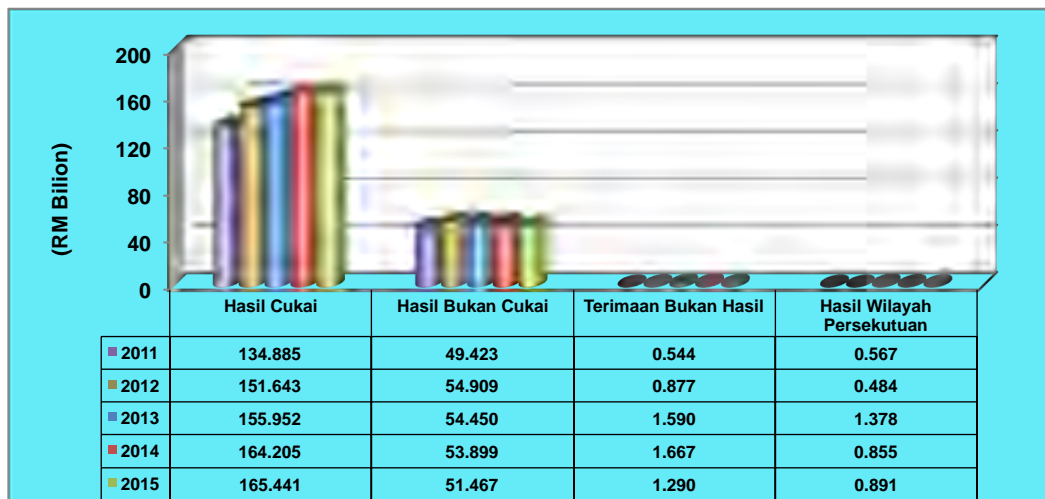 (RM Bilion)
200
160
120
80
40
0
Hasil Cukai Hasil Bukan Cukai Terimaan Bukan Hasil Hasil Wilayah Persekutuan
2011 134.885 49.423 0.544 0.567
2012 151.643 54.909 0.877 0.484
2013 155.952 54.450 1.590 1.378
2014 164.205 53.899 1.667 0.855
2015 165.441 51.467 1.290 0.891